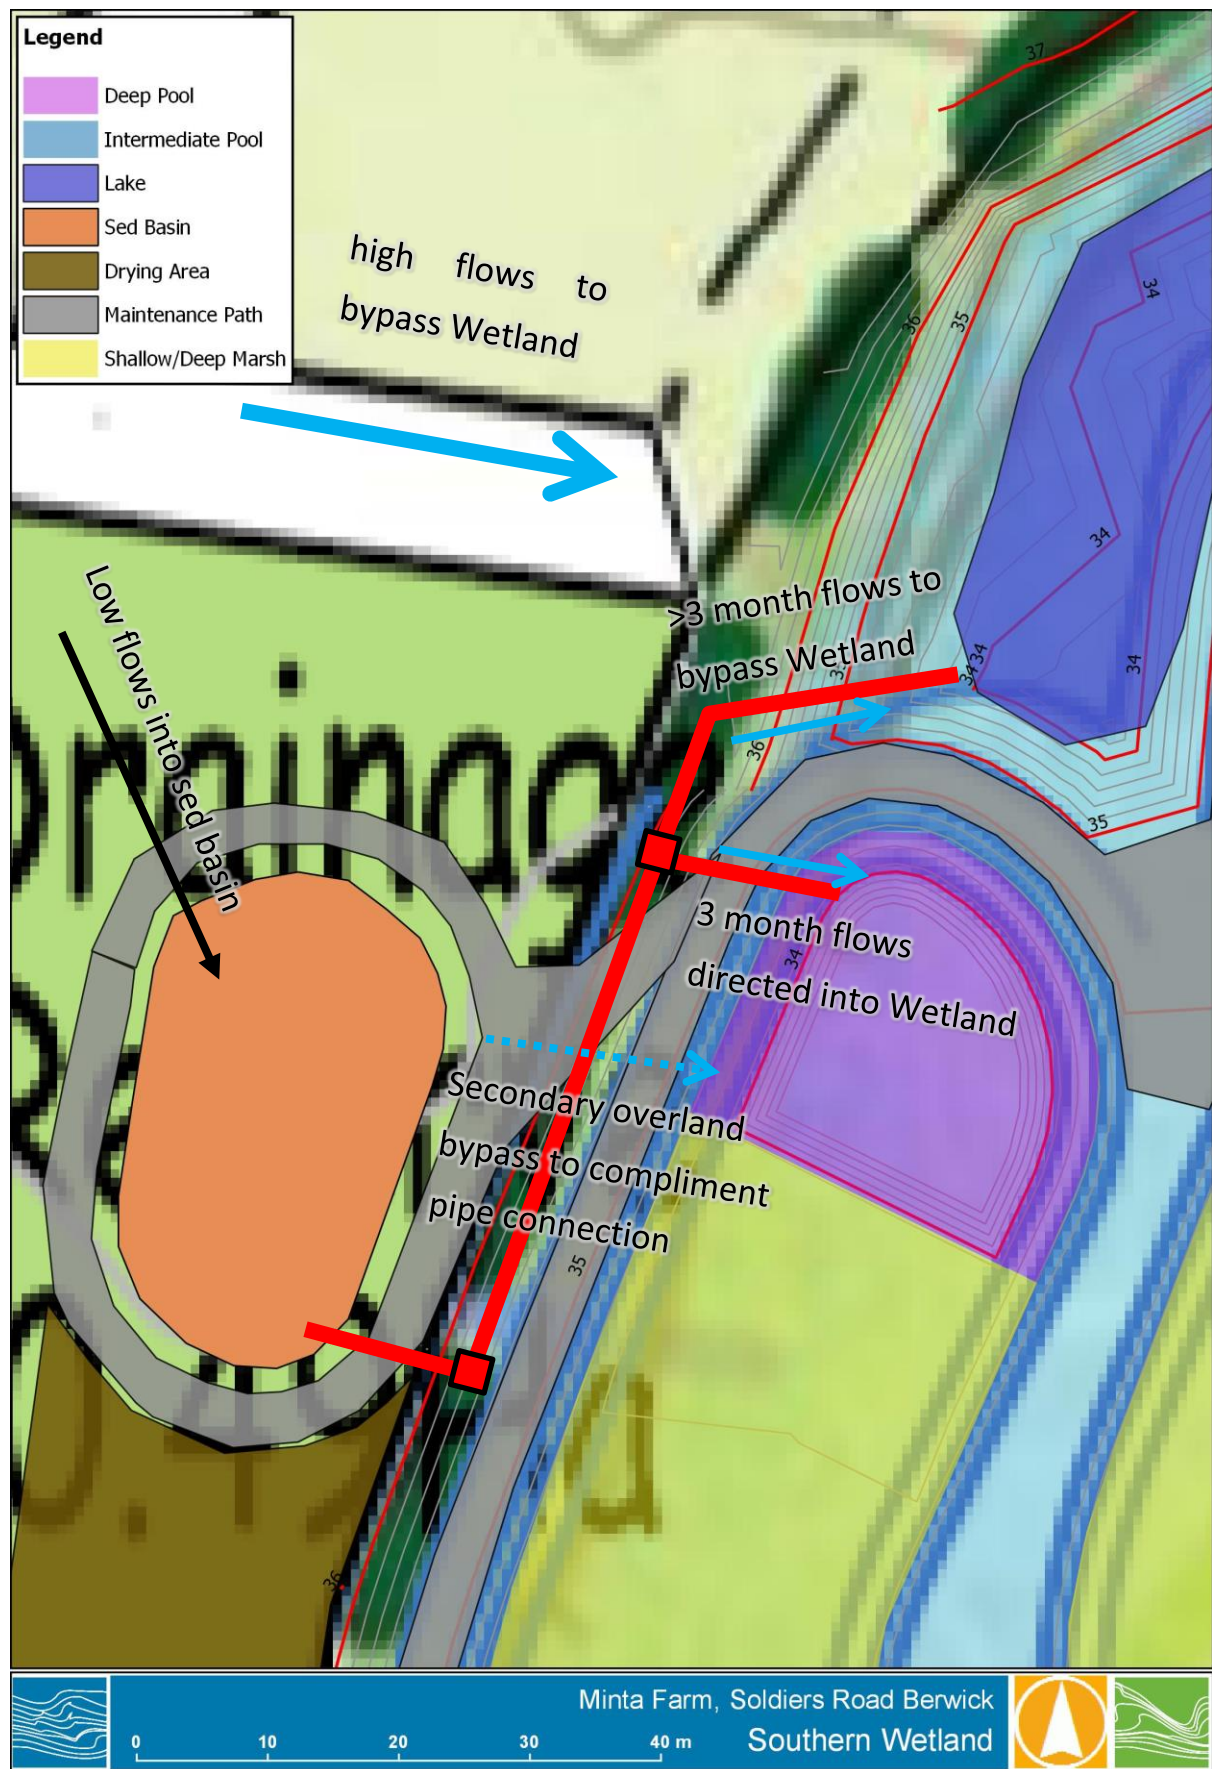 Legend
Deep Pool
Intermediate Pool
Lake
Sed Basin
Drying Area
Maintenance Path
Shallow/Deep Marsh
37
high flows to
bypass Wetland
34
36
35
34
Low flows into sed basin
>3 month flows to
bypass Wetland
34
34
34
36
35
3 month flows
directed into Wetland
34
Secondary overland
bypass to compliment
pipe connection
35
36
Minta Farm, Soldiers Road Berwick
Southern Wetland
0 10 20 30 40 m